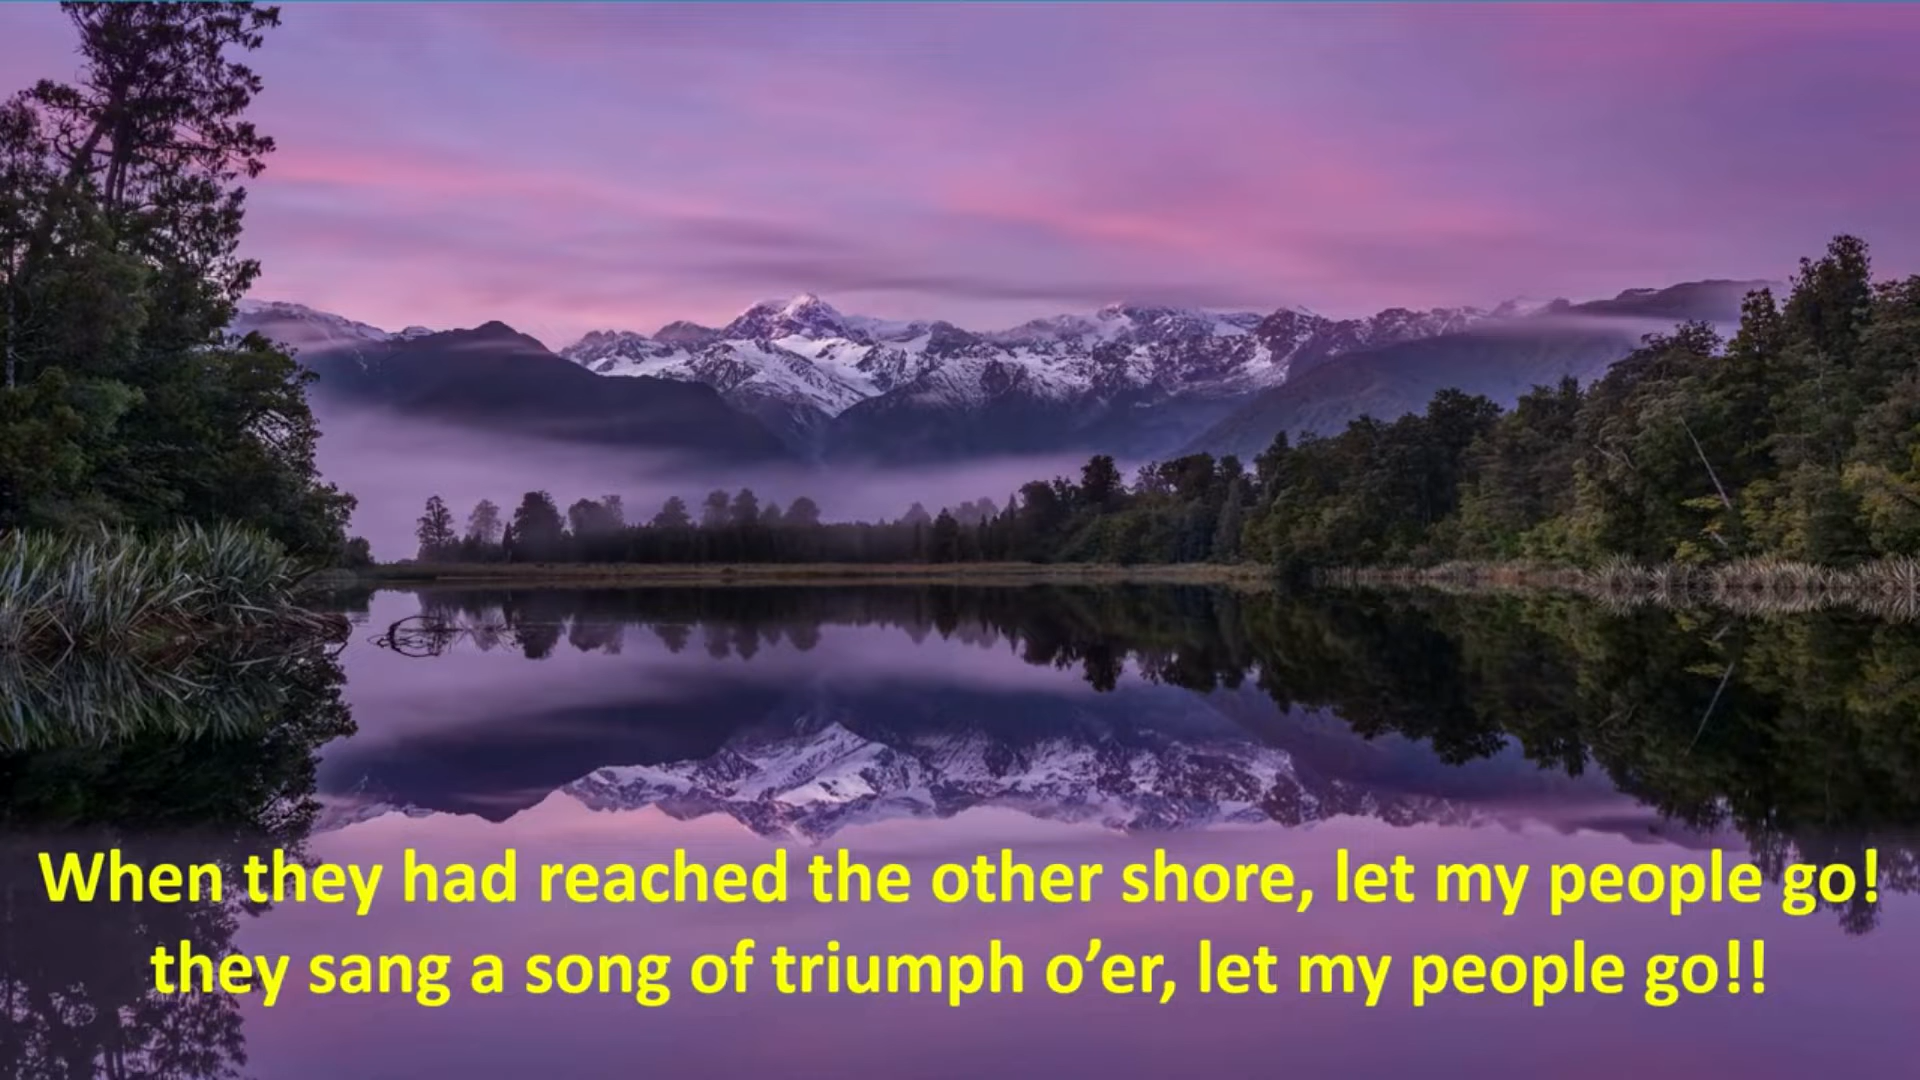 When they had reached the other shore, let my people go!
they sang a song of triumph o’er, let my people go!!